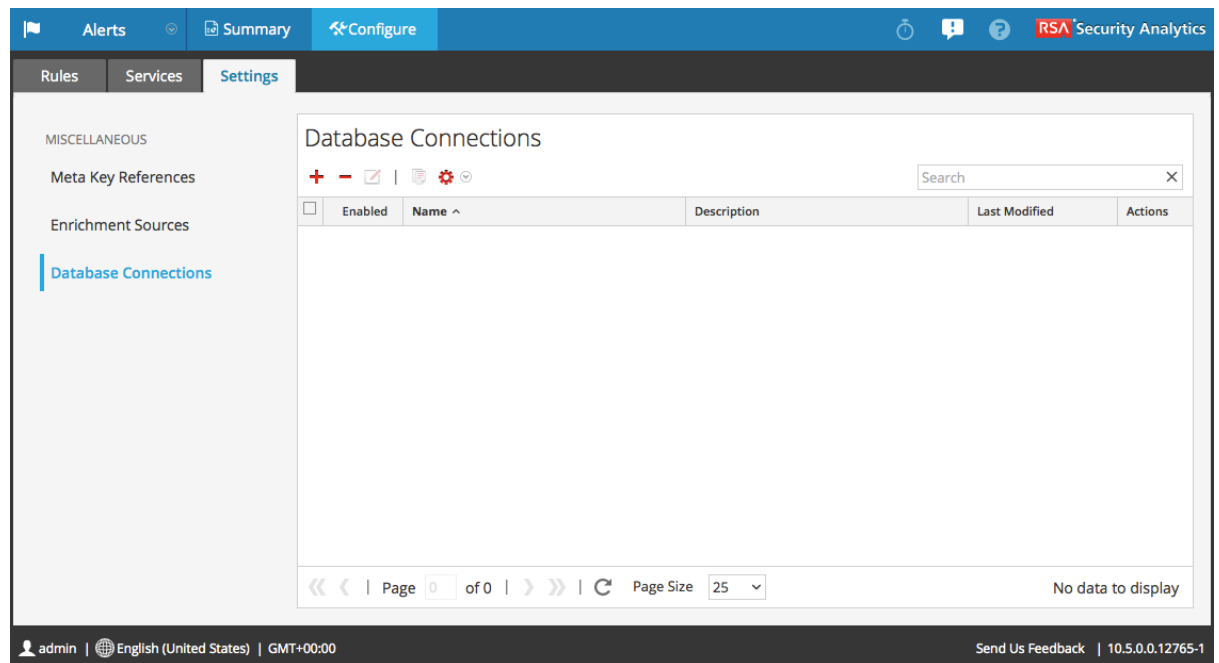 Alerts Summary Configure RSA Security Analytics
Rules Services Settings
MISCELLANEOUS
Meta Key References
Enrichment Sources
Database Connections
Database Connections
Search
Enabled Name Description Last Modified Actions
Page 0 of 0 Page Size 25 No data to display
admin | English (United States) | GMT+00:00 Send Us Feedback | 10.5.0.0.12765-1